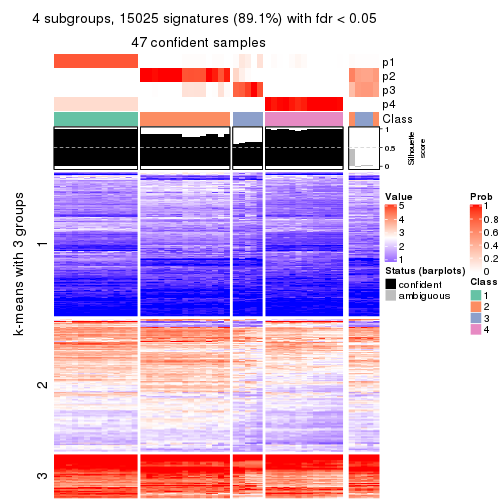 4 subgroups, 15025 signatures (89.1%) with fdr < 0.05
47 confident samples
p1
p2
p3
p4
Class
1
0.5
0
Silhouette
score
k-means with 3 groups
1
2
3
Value
5
4
3
2
1
Status (barplots)
confident
ambiguous
Prob
1
0.8
0.6
0.4
0.2
0
Class
1
2
3
4